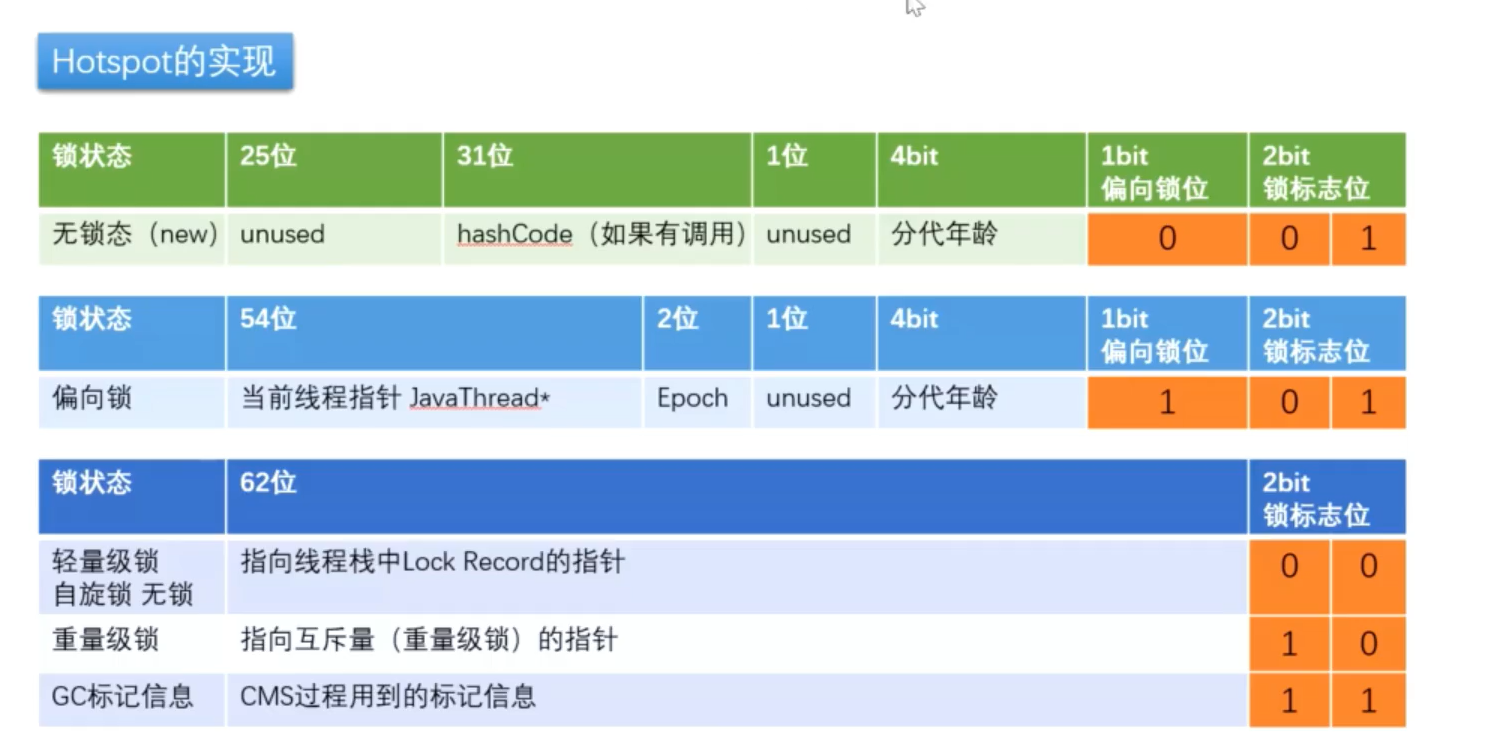 Hotspot的实现
锁状态 25位 31位 1位 4bit 1bit 2bit
偏向锁位 锁标志位
无锁态（new） unused hashCode（如果有调用） unused 分代年龄 0 0 1
锁状态 54位 2位 1位 4bit 1bit 2bit
偏向锁位 锁标志位
偏向锁 当前线程指针 JavaThread* Epoch unused 分代年龄 1 0 1
锁状态 62位 2bit
锁标志位
轻量级锁 指向线程栈中Lock Record的指针 0 0
自旋锁 无锁
重量级锁 指向互斥量（重量级锁）的指针 1 0
GC标记信息 CMS过程用到的标记信息 1 1